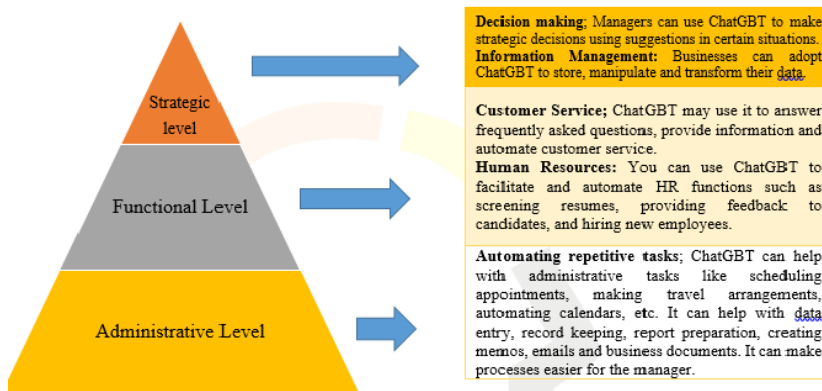 Strategic
level
Functional Level
Administrative Level
Decision making; Managers can use ChatGBT to make
strategic decisions using suggestions in certain situations.
Information Management: Businesses can adopt
ChatGBT to store, manipulate and transform their data.
Customer Service; ChatGBT may use it to answer
frequently asked questions, provide information and
automate customer service.
Human Resources: You can use ChatGBT to
facilitate and automate HR functions such as
screening resumes, providing feedback to
candidates, and hiring new employees.
Automating repetitive tasks; ChatGBT can help
with administrative tasks like scheduling
appointments, making travel arrangements,
automating calendars, etc. It can help with data
entry, record keeping, report preparation, creating
memos, emails and business documents. It can make
processes easier for the manager.